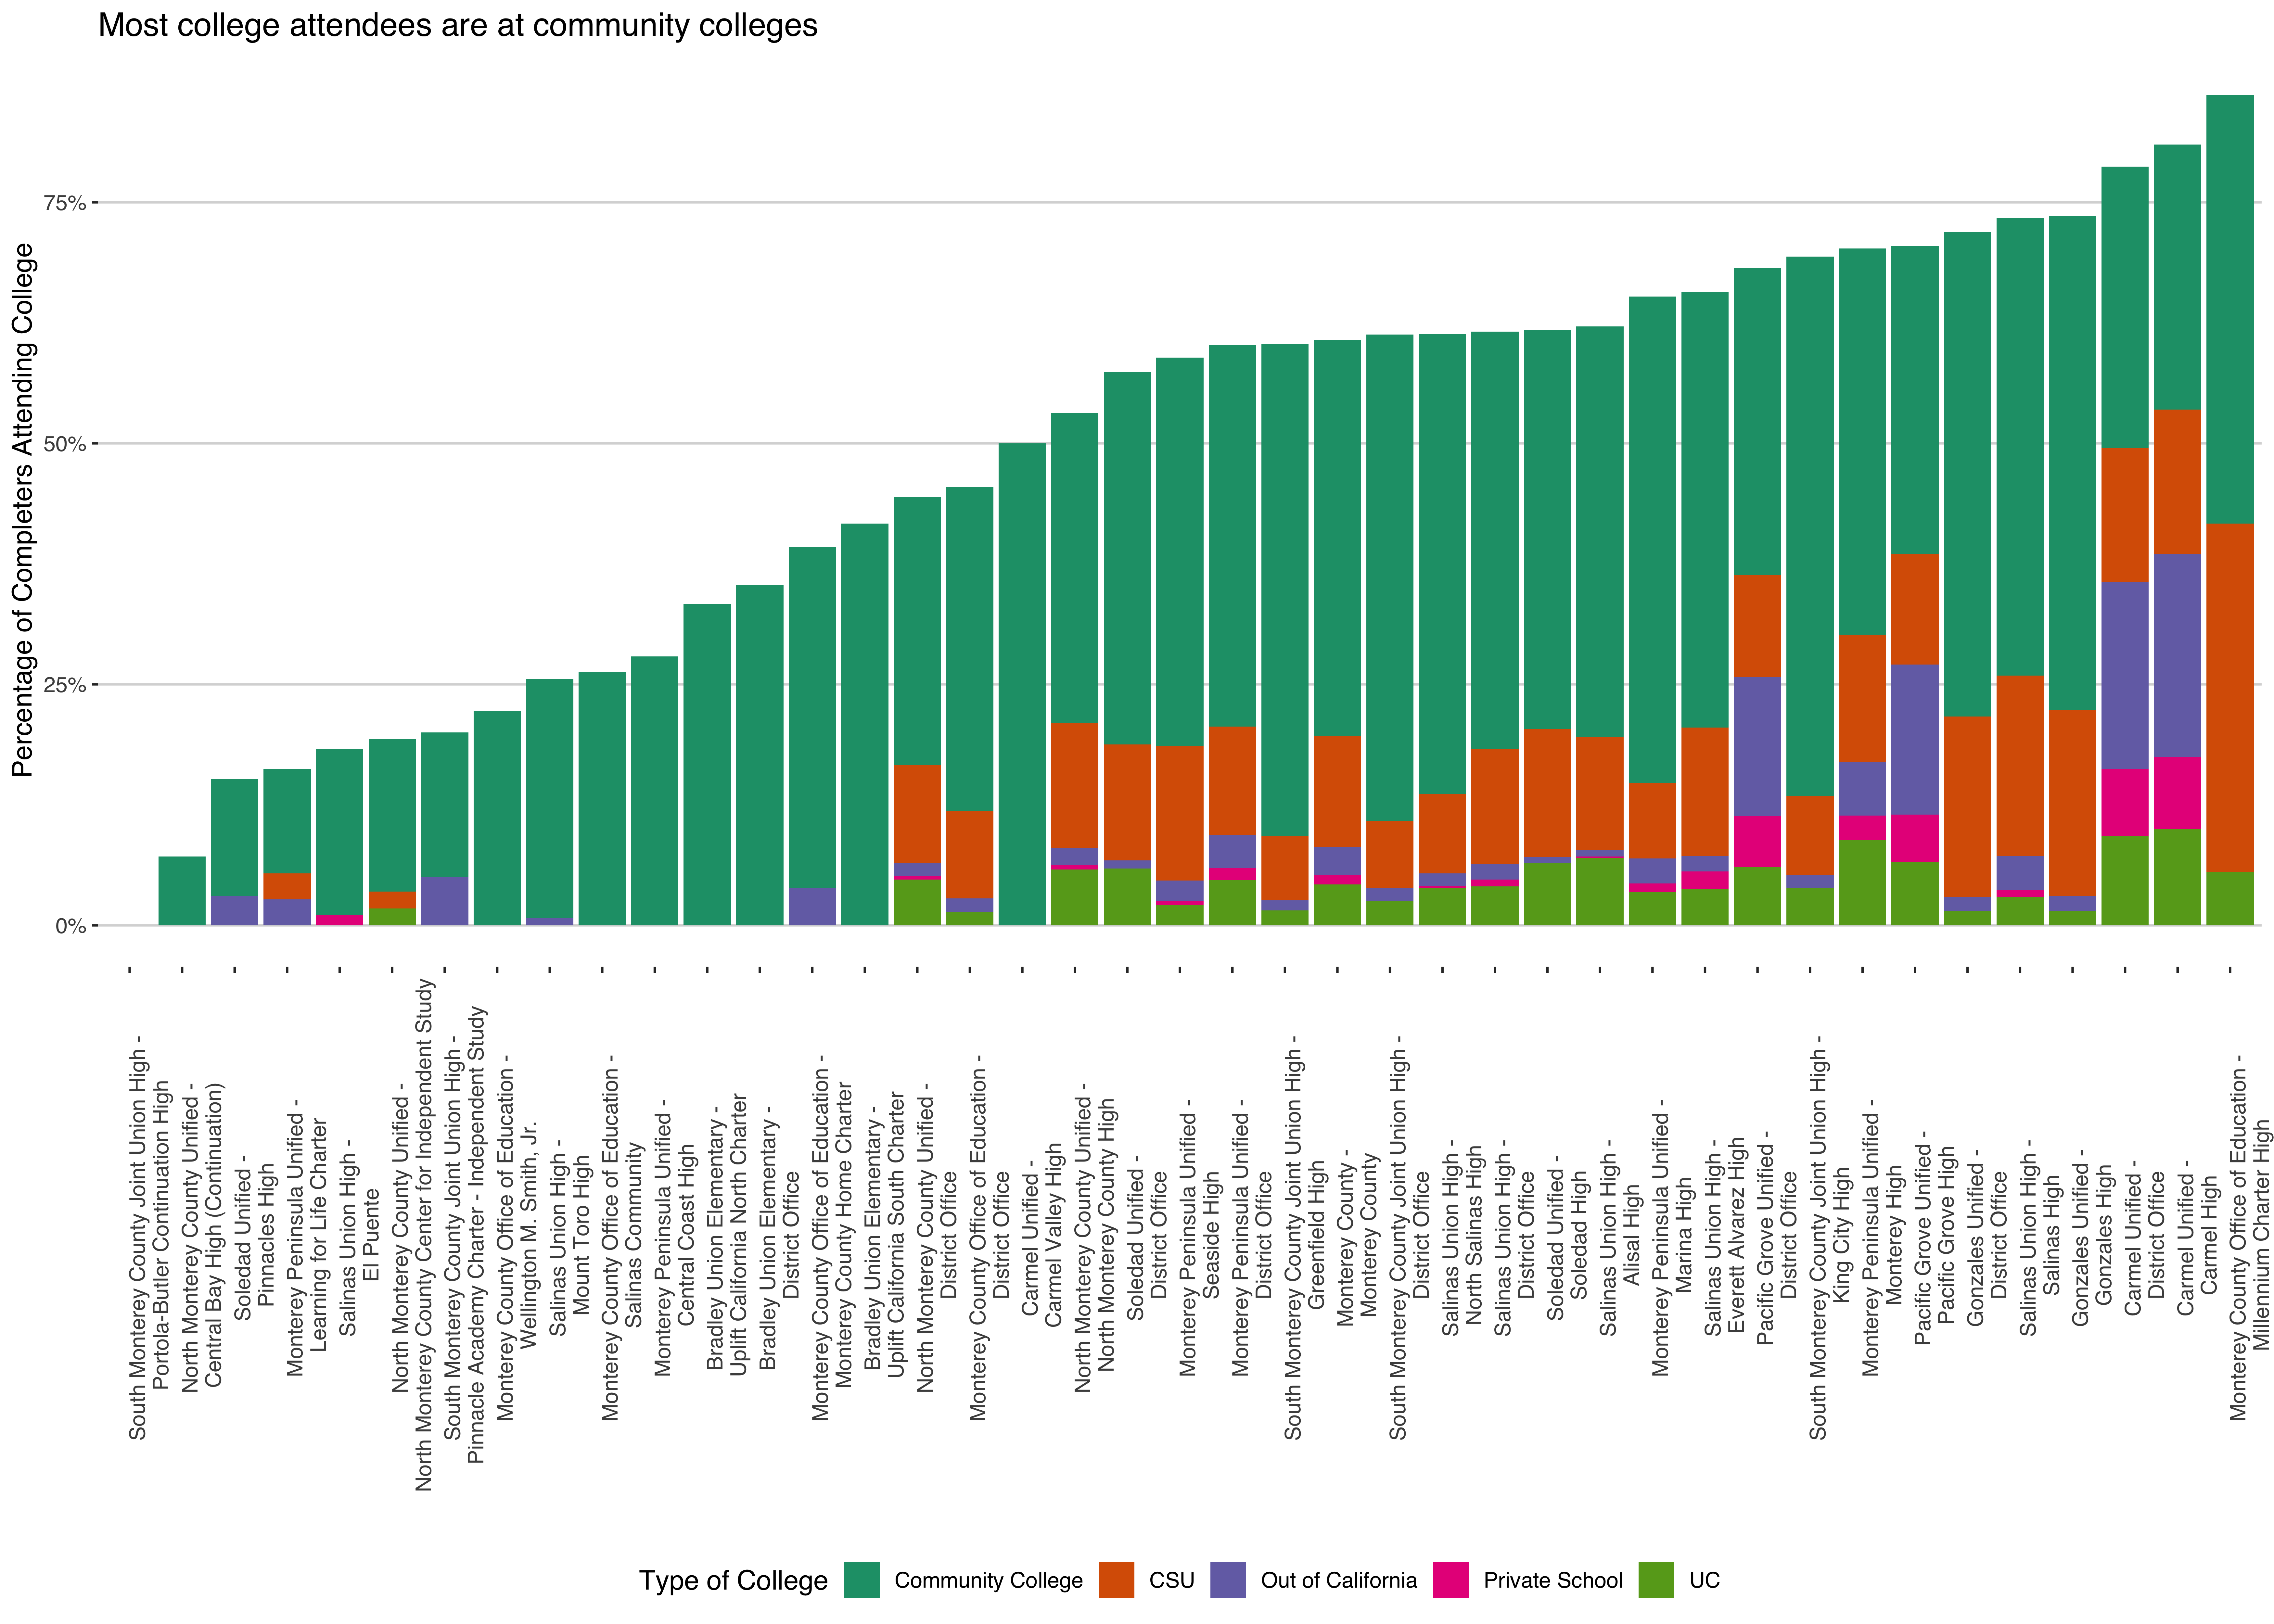 Most college attendees are at community colleges
Percentage of Completers Attending College
75%
50%
25%
0%
South Monterey County Joint Union High -
Portola-Butler Continuation High
North Monterey County Unified -
Central Bay High (Continuation)
Soledad Unified -
Pinnacles High
Monterey Peninsula Unified -
Learning for Life Charter
Salinas Union High -
El Puente
North Monterey County Unified -
North Monterey County Center for Independent Study
South Monterey County Joint Union High -
Pinnacle Academy Charter - Independent Study
Monterey County Office of Education -
Wellington M. Smith, Jr.
Salinas Union High -
Mount Toro High
Monterey County Office of Education -
Salinas Community
Monterey Peninsula Unified -
Central Coast High
Bradley Union Elementary -
Uplift California North Charter
Bradley Union Elementary -
District Office
Monterey County Office of Education -
Monterey County Home Charter
Bradley Union Elementary -
Uplift California South Charter
North Monterey County Unified -
District Office
Monterey County Office of Education -
District Office
Carmel Unified -
Carmel Valley High
North Monterey County Unified -
North Monterey County High
Soledad Unified -
District Office
Monterey Peninsula Unified -
Seaside High
Monterey Peninsula Unified -
District Office
South Monterey County Joint Union High -
Greenfield High
Monterey County -
Monterey County
South Monterey County Joint Union High -
District Office
Salinas Union High -
North Salinas High
Salinas Union High -
District Office
Soledad Unified -
Soledad High
Salinas Union High -
Alisal High
Monterey Peninsula Unified -
Marina High
Salinas Union High -
Everett Alvarez High
Pacific Grove Unified -
District Office
South Monterey County Joint Union High -
King City High
Monterey Peninsula Unified -
Monterey High
Pacific Grove Unified -
Pacific Grove High
Gonzales Unified -
District Office
Salinas Union High -
Salinas High
Gonzales Unified -
Gonzales High
Carmel Unified -
District Office
Carmel Unified -
Carmel High
Monterey County Office of Education -
Millennium Charter High
Type of College
Community College
CSU
Out of California
Private School
UC